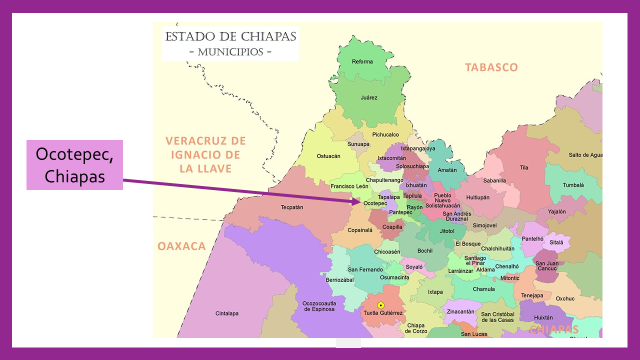 ESTADO DE CHIAPAS
- MUNICIPIOS -
TABASCO
VERACRUZ DE
IGNACIO DE
LA LLAVE
OAXACA
CHIAPAS
Ocotepec,
Chiapas
Reforma
Juárez
Pichucalco
Sunuapa
Ostuacán
Ixtapangajoya
Ixtacomitán
Solosuchiapa
Amatán
Tila
Salto de Agua
Chapultenango
Francisco León
Ixhuatán
Sabanilla
Tumbalá
Tapalapa
Tapilula
Ocotepec
Pueblo
Nuevo
Solistahuacán
Huitiupán
Tecpatán
Pantepec
Rayón
San Andrés
Duraznal
Yajalón
Copainalá
Coapilla
Jitotol
Simojovel
Pantelhó
Sitalá
Chicoasén
Bochil
El Bosque
Chalchihuitán
San Fernando
Soyaló
Santiago
el Pinar
Larráinzar
Aldama
Chenalhó
San Juan
Cancuc
Osumacinta
Mitontic
Berriozábal
Ixtapa
Chamula
Tenejapa
Oxchuc
Ocozocoautla
de Espinosa
Cintalapa
Tuxtla Gutiérrez
Chiapa
de Corzo
Zinacantán
San Cristóbal
de las Casas
Huixtán
San Lucas